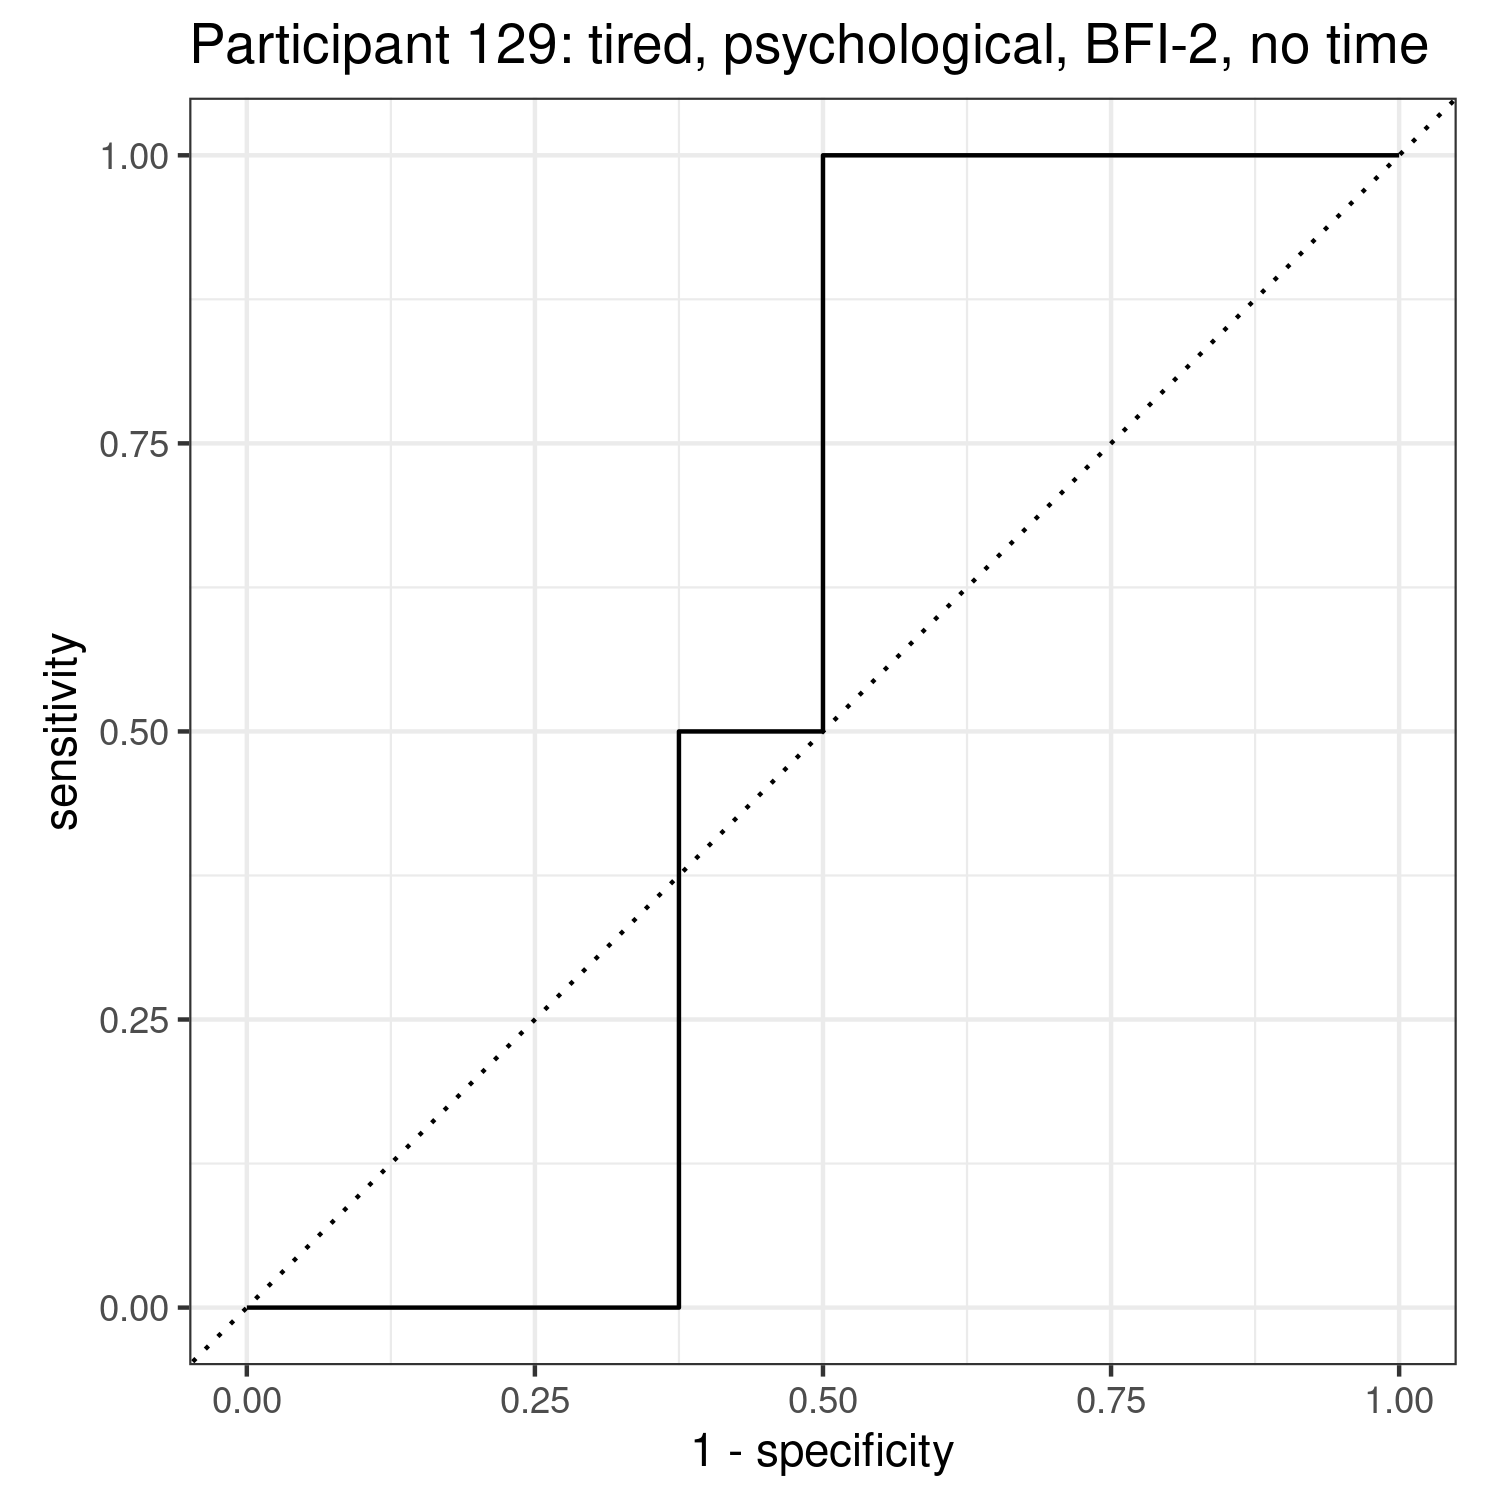 Participant 129: tired, psychological, BFI-2, no time
1.00
0.75
0.50
0.25
0.00
sensitivity
0.00 0.25 0.50 0.75 1.00
1 - specificity